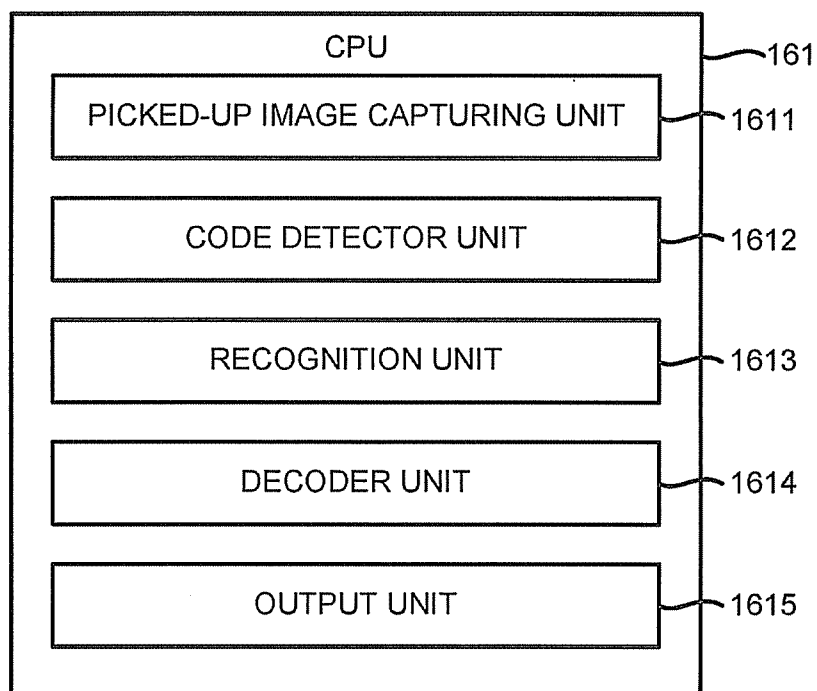 CPU 161
PICKED-UP IMAGE CAPTURING UNIT 1611
CODE DETECTOR UNIT 1612
RECOGNITION UNIT 1613
DECODER UNIT 1614
OUTPUT UNIT 1615